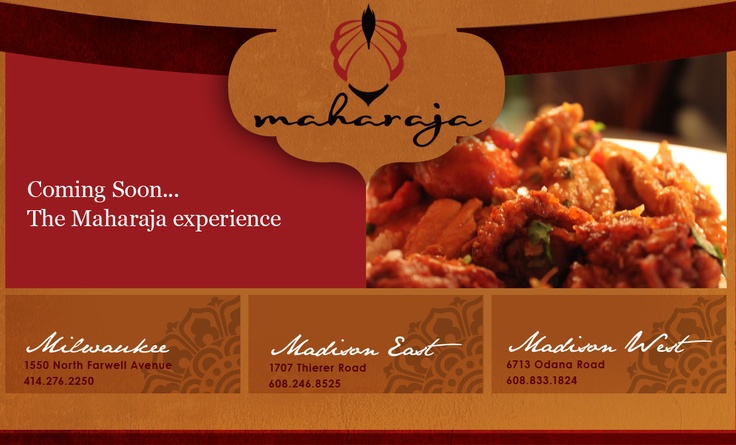 maharaja
Coming Soon...
The Maharaja experience
Milwaukee
1550 North Farwell Avenue
414.276.2250
Madison East
1707 Thierer Road
608.246.8525
Madison West
6713 Odana Road
608.833.1824